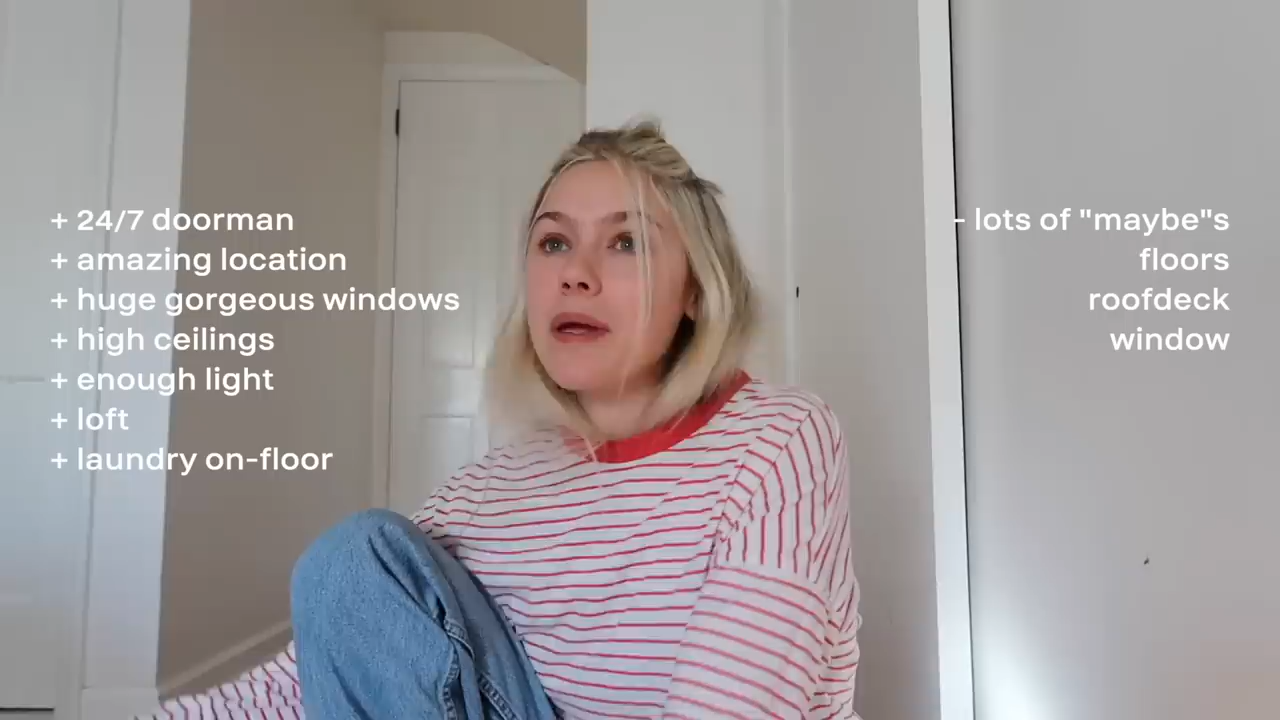 + 24/7 doorman
+ amazing location
+ huge gorgeous windows
+ high ceilings
+ enough light
+ loft
+ laundry on-floor
- lots of "maybe"s
floors
roofdeck
window